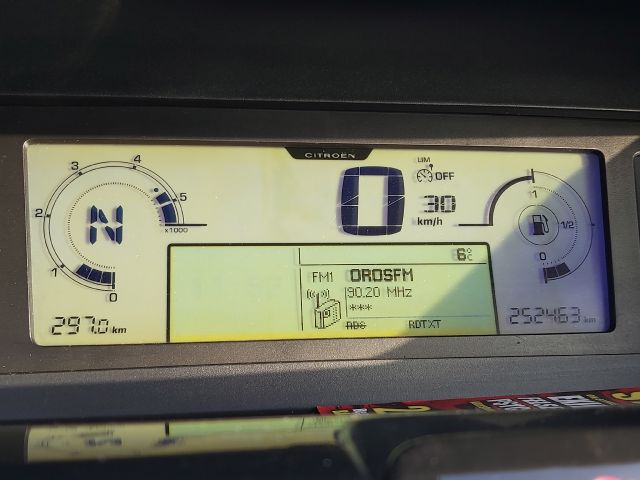 CITROËN
LIM
OFF
0
30
km/h
N
0
1
2
3
4
5
x1000
1
1/2
0
6°C
FM1 OROSFM
90.20 MHz
***
RDS RDTXT
297.0 km
252463 km